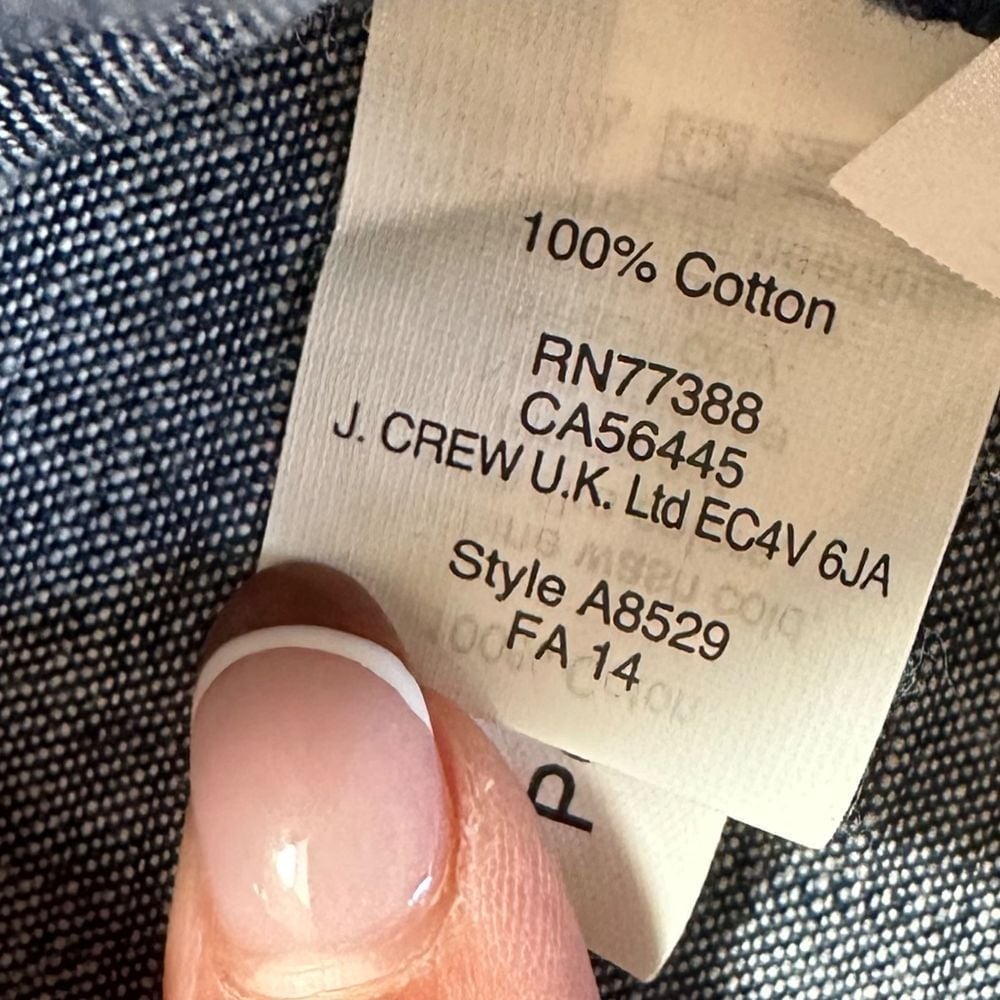 100% Cotton
RN77388
CA56445
J. CREW U.K. Ltd EC4V 6JA
Style A8529
FA 14